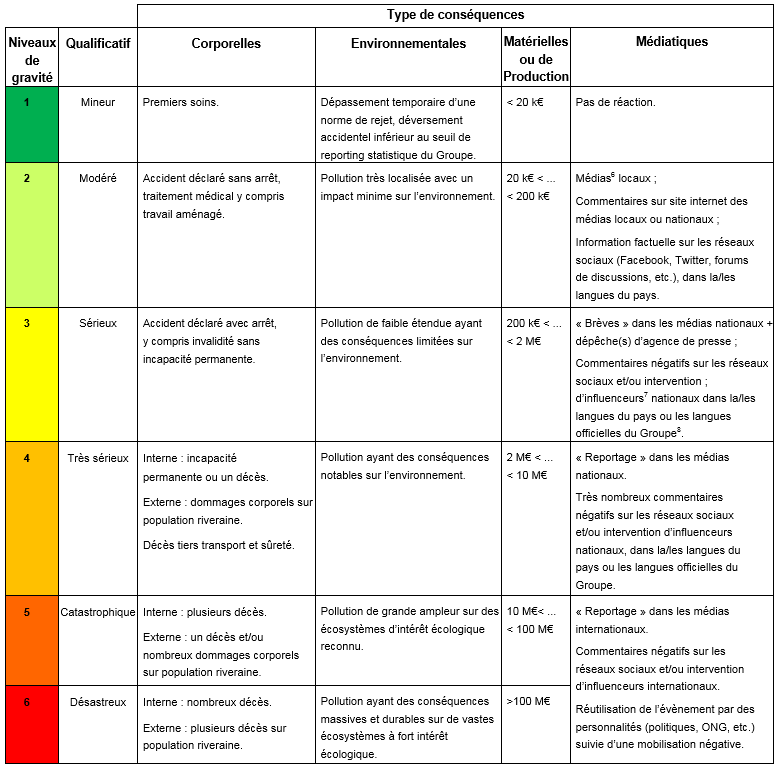 Type de conséquences
Niveaux
de
gravité
Qualificatif
Corporelles
Environnementales
Matérielles
ou de
Production
Médiatiques
1
Mineur
Premiers soins.
Dépassement temporaire d’une
norme de rejet, déversement
accidentel inférieur au seuil de
reporting statistique du Groupe.
< 20 k€
Pas de réaction.
2
Modéré
Accident déclaré sans arrêt,
traitement médical y compris
travail aménagé.
Pollution très localisée avec un
impact minime sur l’environnement.
20 k€ < ...
< 200 k€
Médias⁶ locaux ;
Commentaires sur site internet des
médias locaux ou nationaux ;
Information factuelle sur les réseaux
sociaux (Facebook, Twitter, forums
de discussions, etc.), dans la/les
langues du pays.
3
Sérieux
Accident déclaré avec arrêt,
y compris invalidité sans
incapacité permanente.
Pollution de faible étendue ayant
des conséquences limitées sur
l’environnement.
200 k€ < ...
< 2 M€
« Brèves » dans les médias nationaux +
dépêche(s) d’agence de presse ;
Commentaires négatifs sur les réseaux
sociaux et/ou intervention ;
d’influenceurs⁷ nationaux dans la/les
langues du pays ou les langues
officielles du Groupe⁸.
4
Très sérieux
Interne : incapacité
permanente ou un décès.
Externe : dommages corporels sur
population riveraine.
Décès tiers transport et sûreté.
Pollution ayant des conséquences
notables sur l’environnement.
2 M€ < ...
< 10 M€
« Reportage » dans les médias
nationaux.
Très nombreux commentaires
négatifs sur les réseaux sociaux
et/ou intervention d’influenceurs
nationaux, dans la/les langues du
pays ou les langues officielles du
Groupe.
5
Catastrophique
Interne : plusieurs décès.
Externe : un décès et/ou
nombreux dommages corporels
sur population riveraine.
Pollution de grande ampleur sur des
écosystèmes d’intérêt écologique
reconnu.
10 M€< ...
< 100 M€
« Reportage » dans les médias
internationaux.
Commentaires négatifs sur les
réseaux sociaux et/ou intervention
d’influenceurs internationaux.
Réutilisation de l’évènement par des
personnalités (politiques, ONG, etc.)
suivie d’une mobilisation négative.
6
Désastreux
Interne : nombreux décès.
Externe : plusieurs décès sur
population riveraine.
Pollution ayant des conséquences
massives et durables sur de vastes
écosystèmes à fort intérêt
écologique.
>100 M€